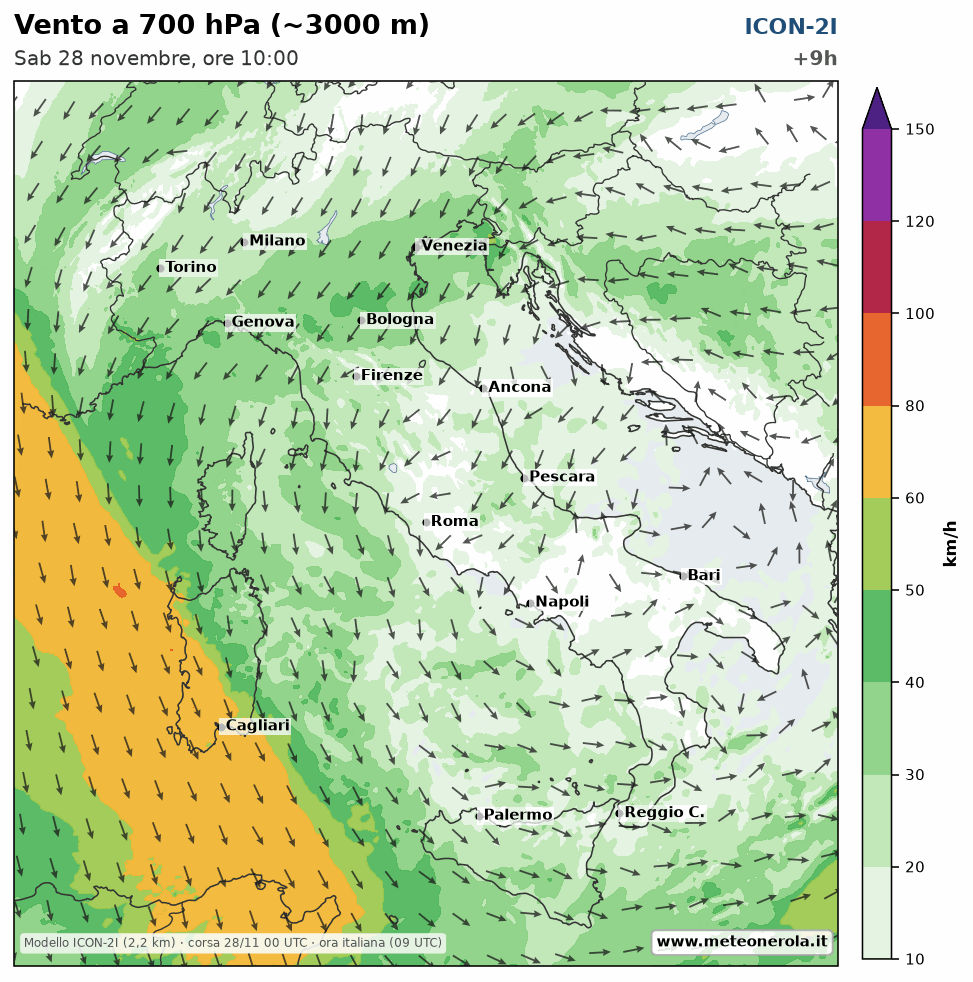 Vento a 700 hPa (~3000 m)
ICON-2I
Sab 28 novembre, ore 10:00
+9h
Milano
Venezia
Torino
Genova
Bologna
Firenze
Ancona
Pescara
Roma
Bari
Napoli
Cagliari
Palermo
Reggio C.
150
120
100
80
60
50
40
30
20
10
km/h
Modello ICON-2I (2,2 km) · corsa 28/11 00 UTC · ora italiana (09 UTC)
www.meteonerola.it